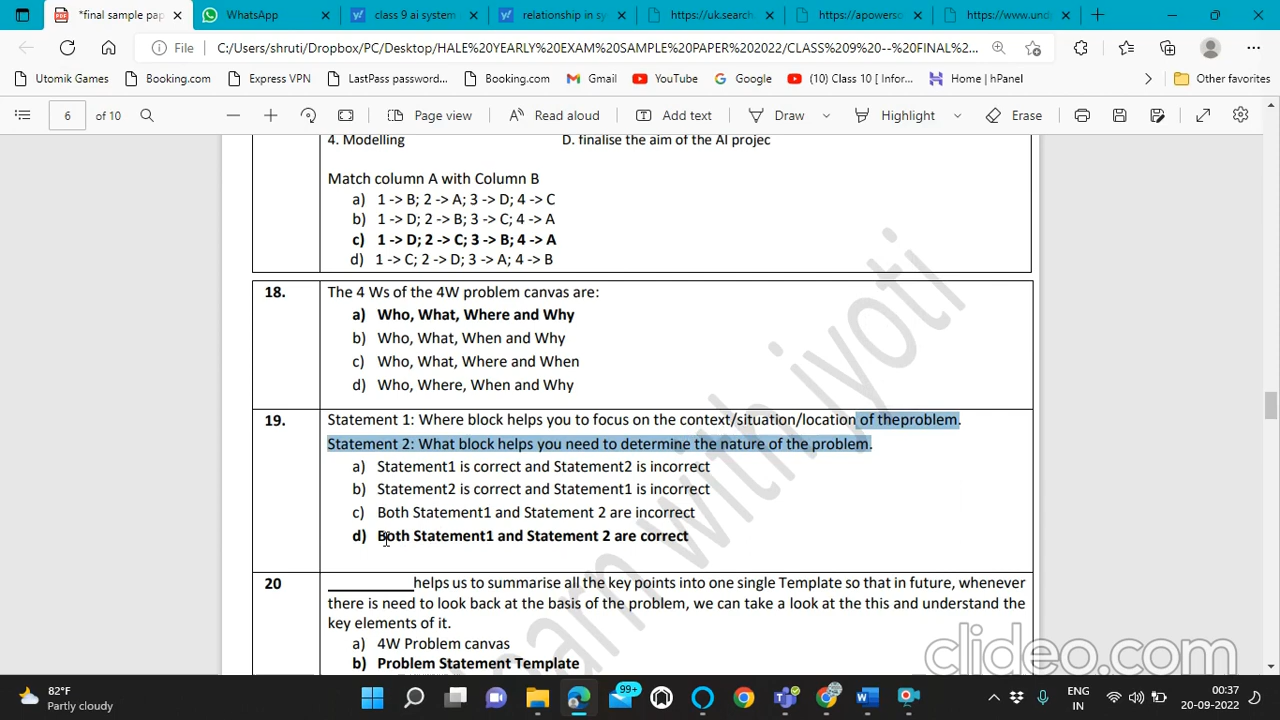 *final sample pap
WhatsApp
class 9 ai system
relationship in sy
https://uk.search
https://apowerso
https://www.und
File
C:/Users/shruti/Dropbox/PC/Desktop/HALE%20YEARLY%20EXAM%20SAMPLE%20PAPER%202022/CLASS%209%20--%20FINAL%2...
Utomik Games
Booking.com
Express VPN
LastPass password...
Booking.com
Gmail
YouTube
Google
(10) Class 10 [ Infor...
Home | hPanel
Other favorites
6 of 10
Page view
Read aloud
Add text
Draw
Highlight
Erase
4. Modelling D. finalise the aim of the AI projec
Match column A with Column B
a) 1 -> B; 2 -> A; 3 -> D; 4 -> C
b) 1 -> D; 2 -> B; 3 -> C; 4 -> A
c) 1 -> D; 2 -> C; 3 -> B; 4 -> A
d) 1 -> C; 2 -> D; 3 -> A; 4 -> B
18. The 4 Ws of the 4W problem canvas are:
a) Who, What, Where and Why
b) Who, What, When and Why
c) Who, What, Where and When
d) Who, Where, When and Why
19. Statement 1: Where block helps you to focus on the context/situation/location of theproblem.
Statement 2: What block helps you need to determine the nature of the problem.
a) Statement1 is correct and Statement2 is incorrect
b) Statement2 is correct and Statement1 is incorrect
c) Both Statement1 and Statement 2 are incorrect
d) Both Statement1 and Statement 2 are correct
20 __________ helps us to summarise all the key points into one single Template so that in future, whenever
there is need to look back at the basis of the problem, we can take a look at the this and understand the
key elements of it.
a) 4W Problem canvas
b) Problem Statement Template
learn with jyoti
clideo.com
82°F
Partly cloudy
99+
ENG
IN
00:37
20-09-2022